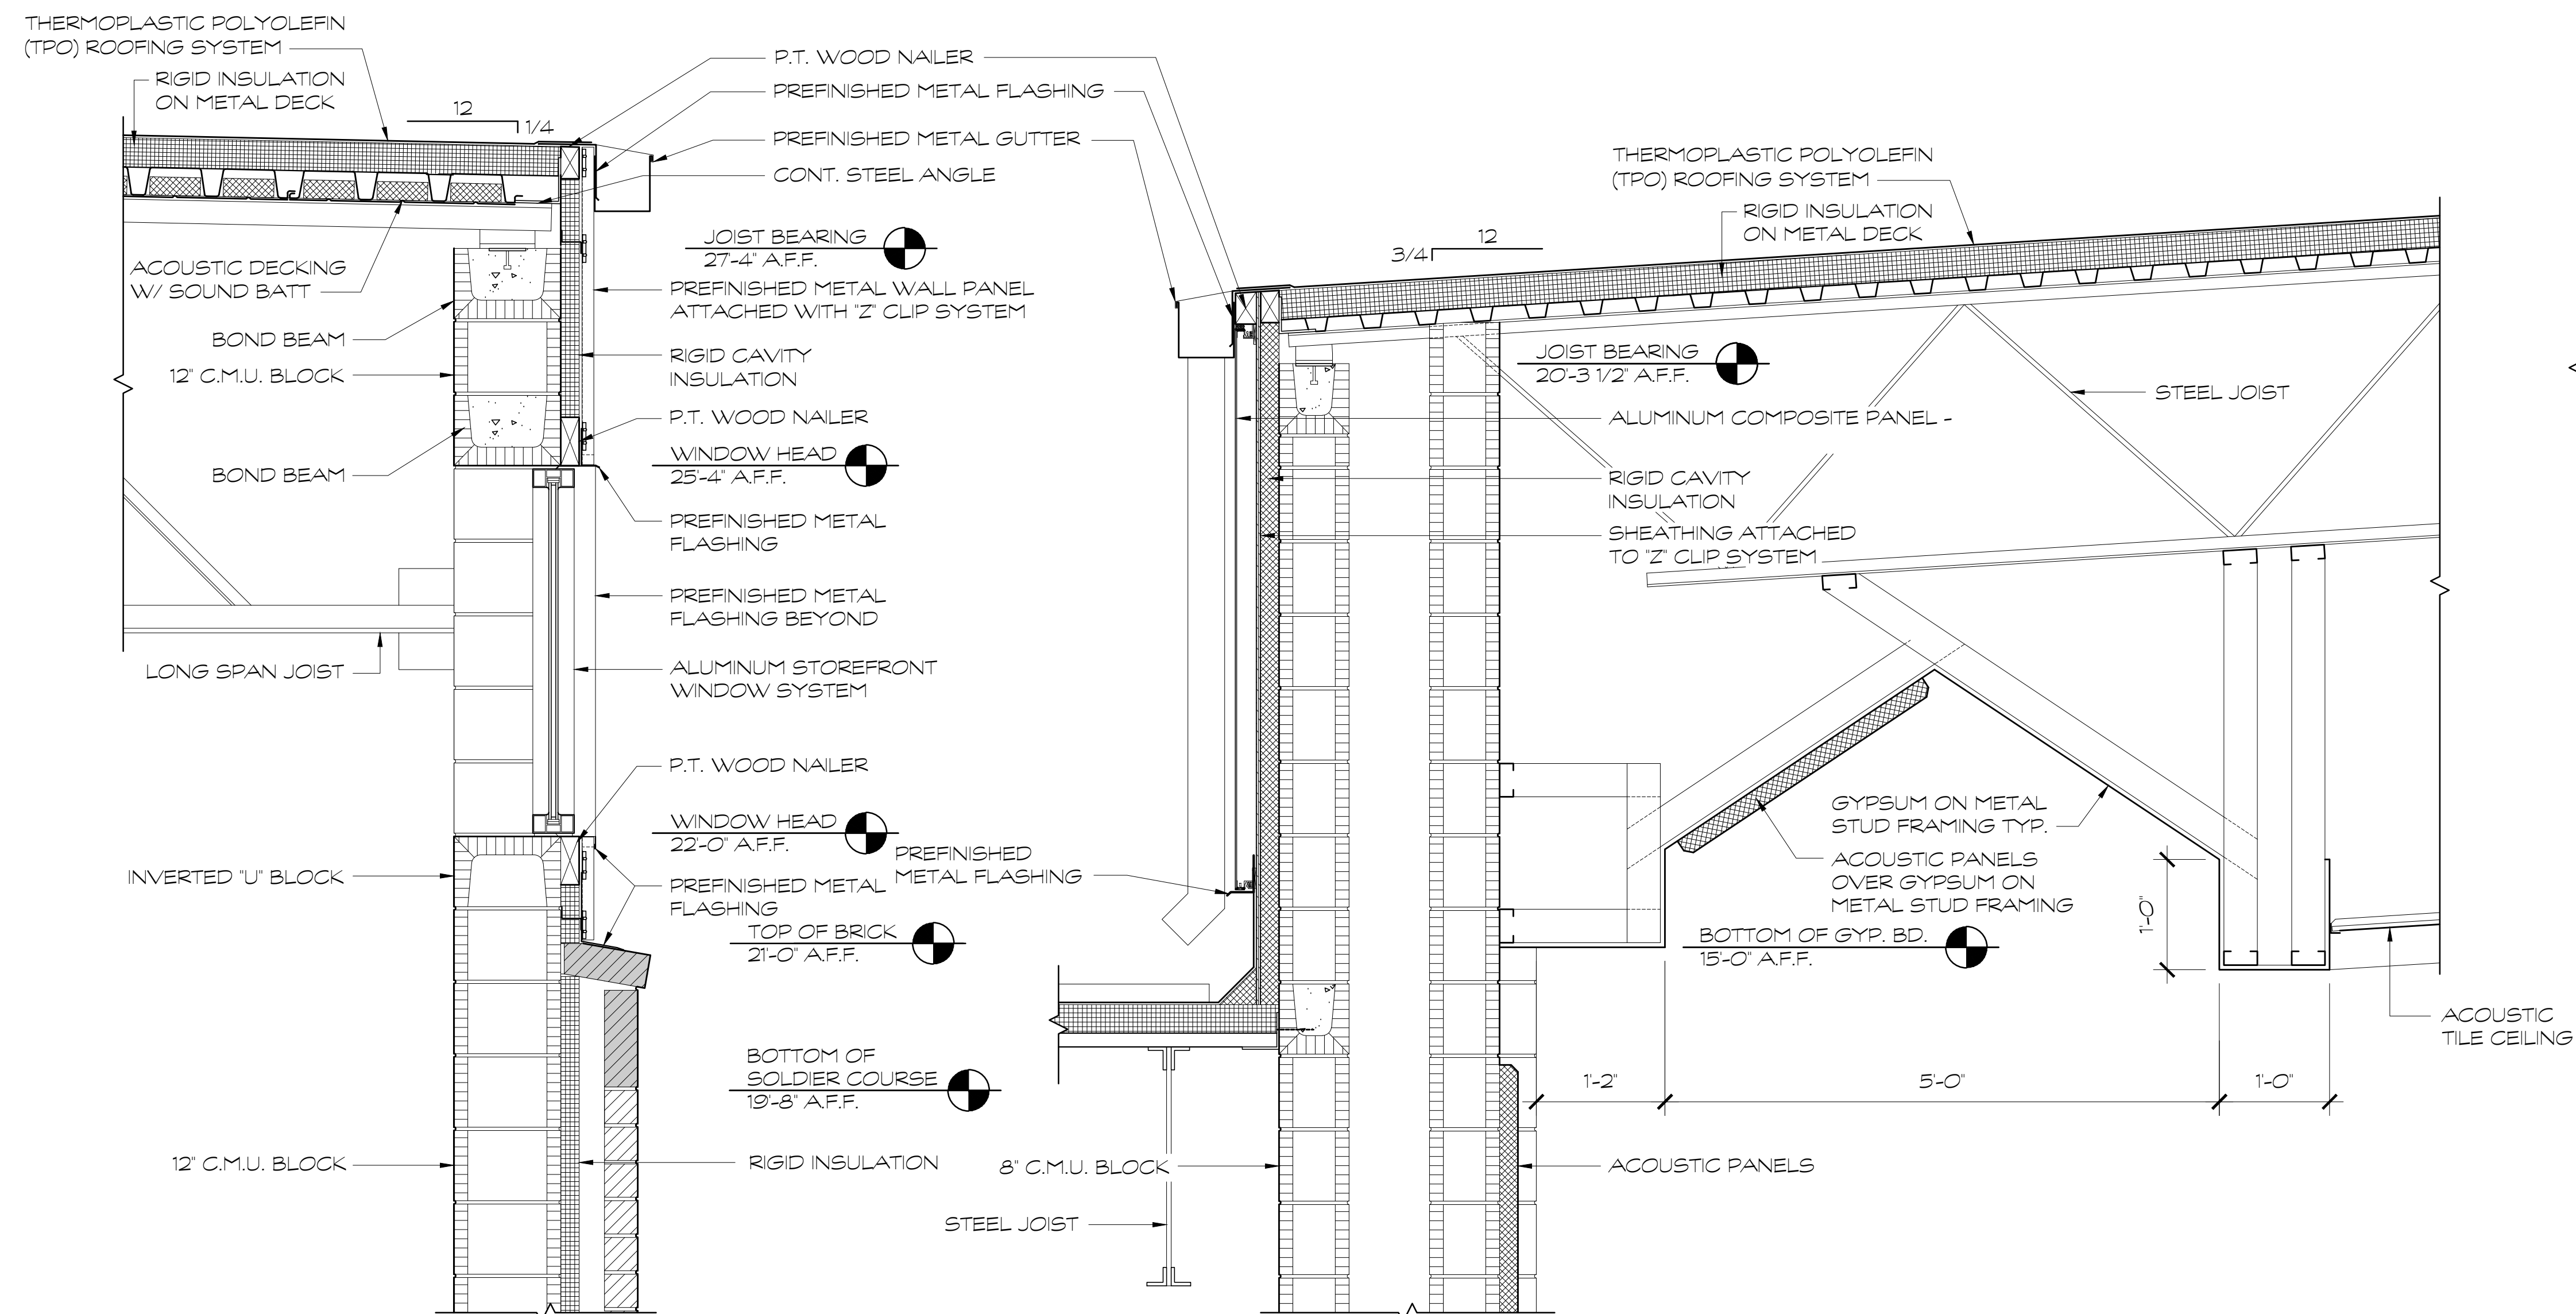 THERMOPLASTIC POLYOLEFIN
(TPO) ROOFING SYSTEM
RIGID INSULATION
ON METAL DECK
12
1/4
P.T. WOOD NAILER
PREFINISHED METAL FLASHING
PREFINISHED METAL GUTTER
CONT. STEEL ANGLE
JOIST BEARING
27'-4" A.F.F.
ACOUSTIC DECKING
W/ SOUND BATT
PREFINISHED METAL WALL PANEL
ATTACHED WITH "Z" CLIP SYSTEM
BOND BEAM
RIGID CAVITY
INSULATION
12" C.M.U. BLOCK
P.T. WOOD NAILER
WINDOW HEAD
25'-4" A.F.F.
BOND BEAM
PREFINISHED METAL
FLASHING
PREFINISHED METAL
FLASHING BEYOND
LONG SPAN JOIST
ALUMINUM STOREFRONT
WINDOW SYSTEM
P.T. WOOD NAILER
WINDOW HEAD
22'-0" A.F.F.
INVERTED "U" BLOCK
PREFINISHED METAL
FLASHING
TOP OF BRICK
21'-0" A.F.F.
BOTTOM OF
SOLDIER COURSE
19'-8" A.F.F.
12" C.M.U. BLOCK
RIGID INSULATION
THERMOPLASTIC POLYOLEFIN
(TPO) ROOFING SYSTEM
RIGID INSULATION
ON METAL DECK
12
3/4
JOIST BEARING
20'-3 1/2" A.F.F.
STEEL JOIST
ALUMINUM COMPOSITE PANEL -
RIGID CAVITY
INSULATION
SHEATHING ATTACHED
TO "Z" CLIP SYSTEM
PREFINISHED
METAL FLASHING
GYPSUM ON METAL
STUD FRAMING TYP.
ACOUSTIC PANELS
OVER GYPSUM ON
METAL STUD FRAMING
1'-0"
BOTTOM OF GYP. BD.
15'-0" A.F.F.
ACOUSTIC
TILE CEILING
1'-2"
5'-0"
1'-0"
8" C.M.U. BLOCK
ACOUSTIC PANELS
STEEL JOIST